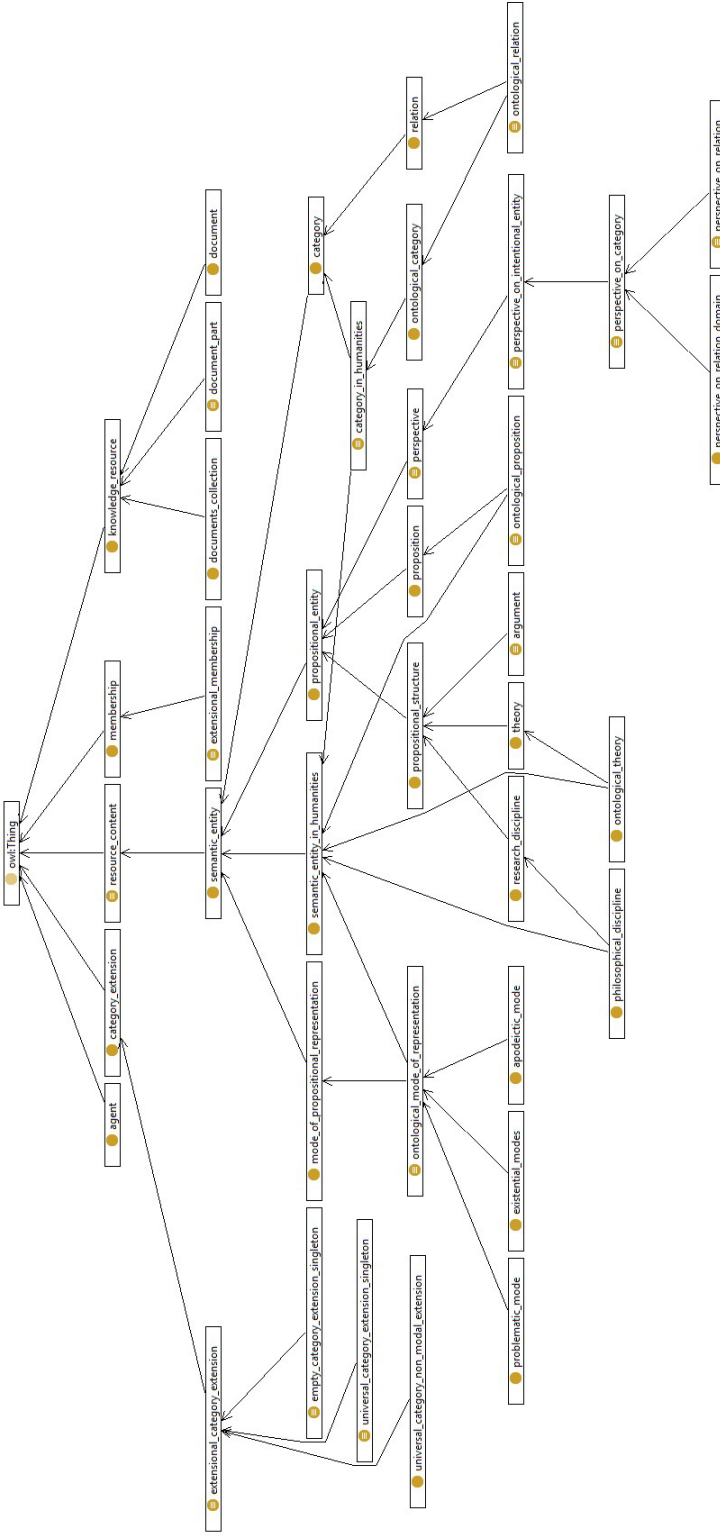 owl:Thing
knowledge_resource
membership
resource_content
category_extension
agent
document
document_part
documents_collection
extensional_membership
semantic_entity
extensional_category_extension
category
propositional_entity
semantic_entity_in_humanities
mode_of_propositional_representation
empty_category_extension_singleton
category_in_humanities
universal_category_extension_singleton
relation
ontological_category
perspective
proposition
propositional_structure
ontological_mode_of_representation
universal_category_non_modal_extension
ontological_relation
perspective_on_intentional_entity
ontological_proposition
argument
theory
research_discipline
apodeictic_mode
existential_modes
problematic_mode
perspective_on_category
ontological_theory
philosophical_discipline
perspective_on_relation
perspective_on_relation_domain